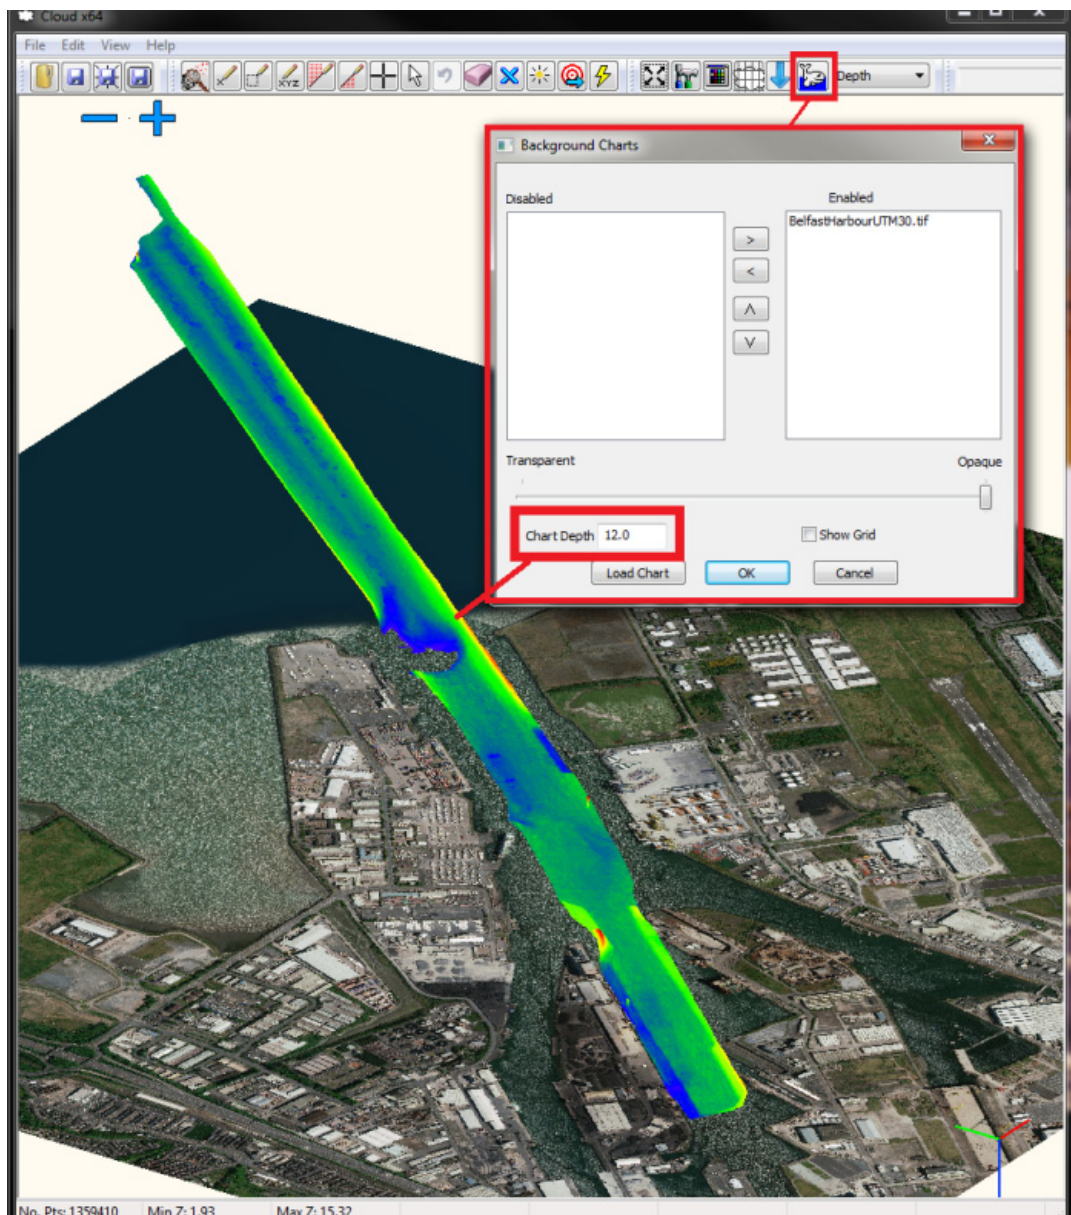 Cloud x64
File Edit View Help
XYZ
Depth
Background Charts
Disabled
Enabled
BelfastHarbourUTM30.tif
>
<
Λ
V
Transparent
Opaque
Chart Depth 12.0
Show Grid
Load Chart
OK
Cancel
No. Pts: 1359410 Min Z: 1.93 Max Z: 15.32